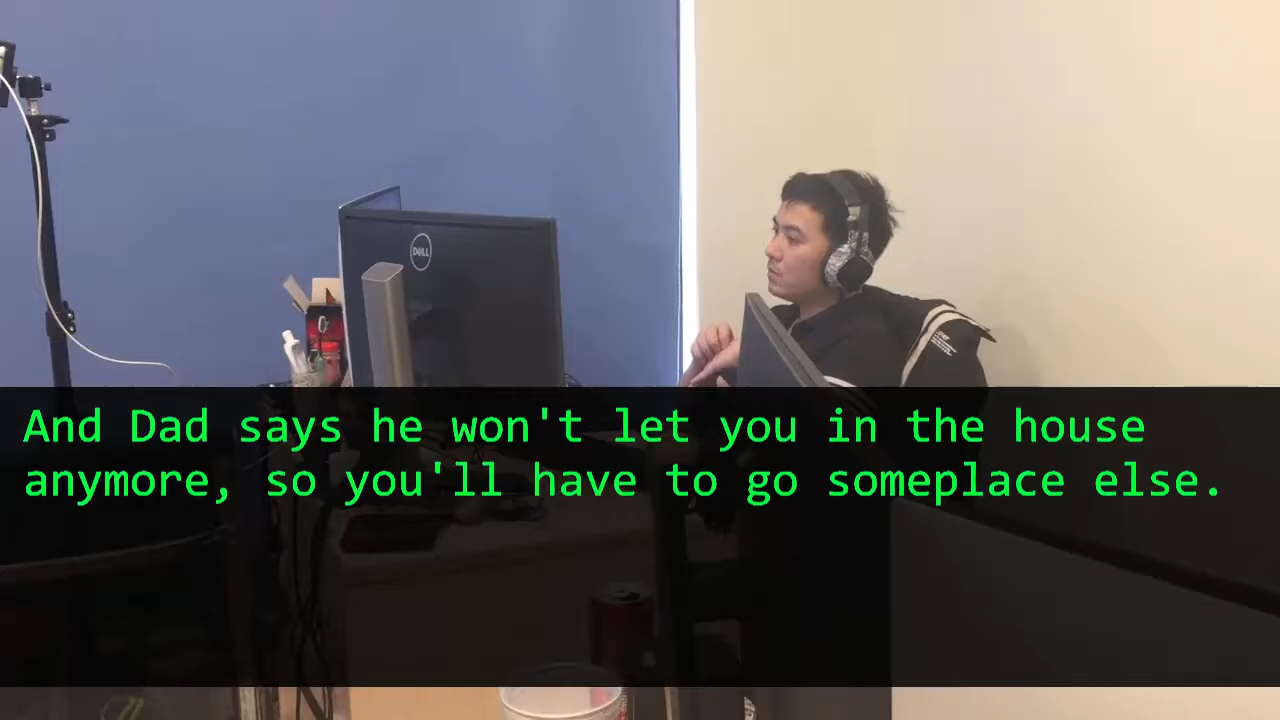 DELL
And Dad says he won't let you in the house
anymore, so you'll have to go someplace else.